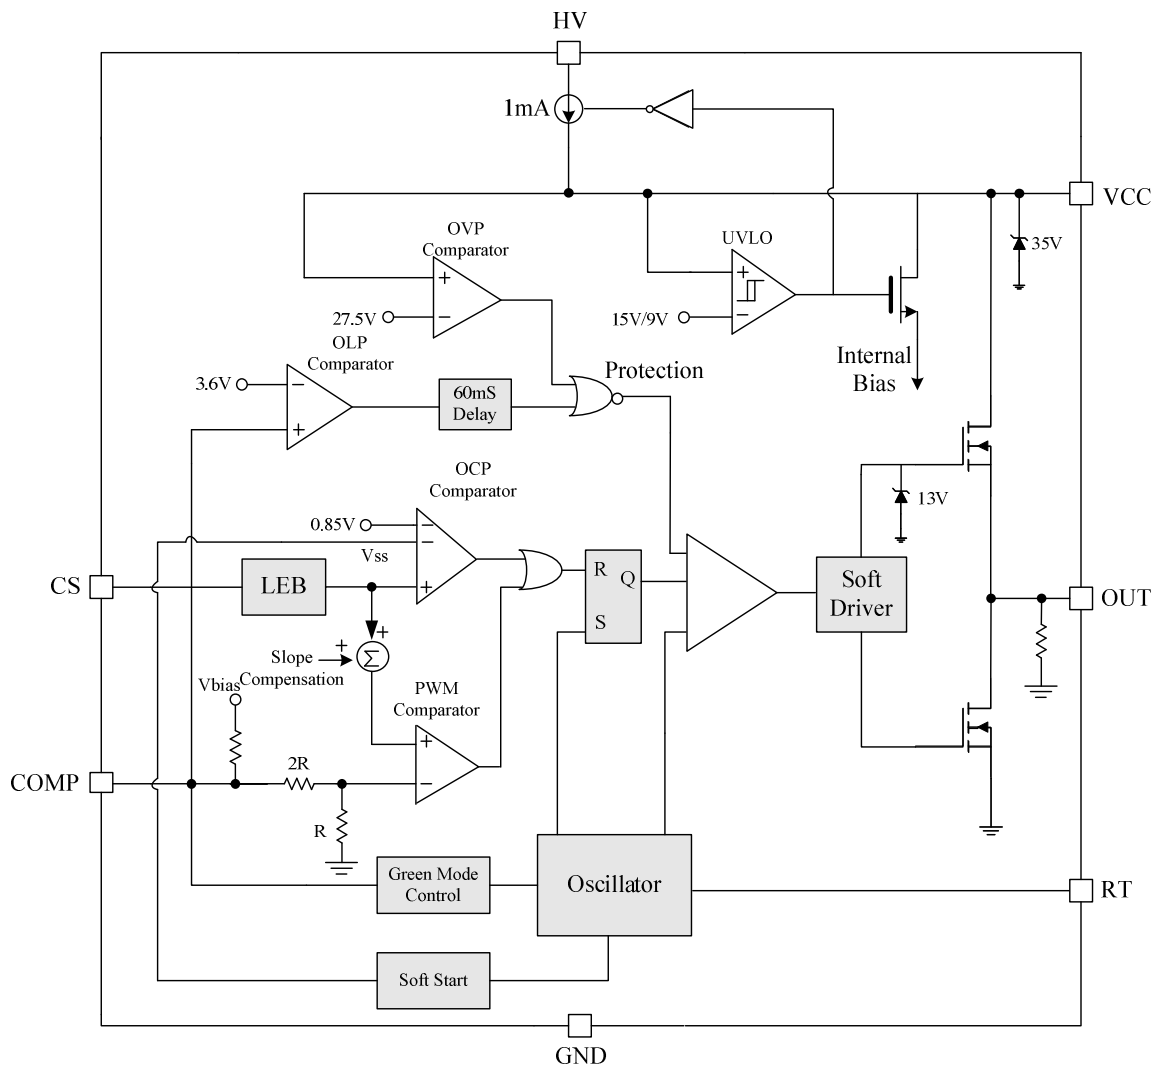 HV
1mA
VCC
OVP
Comparator
UVLO
35V
+
+
27.5V
−
15V/9V
−
OLP
Comparator
Internal
Bias
Protection
3.6V
−
60mS
Delay
+
OCP
Comparator
13V
0.85V
−
−
Vss
CS
LEB
+
R
Q
S
Soft
Driver
OUT
+
+
Σ
Slope
Compensation
Vbias
PWM
Comparator
+
COMP
2R
−
R
Green Mode
Control
Oscillator
RT
Soft Start
GND